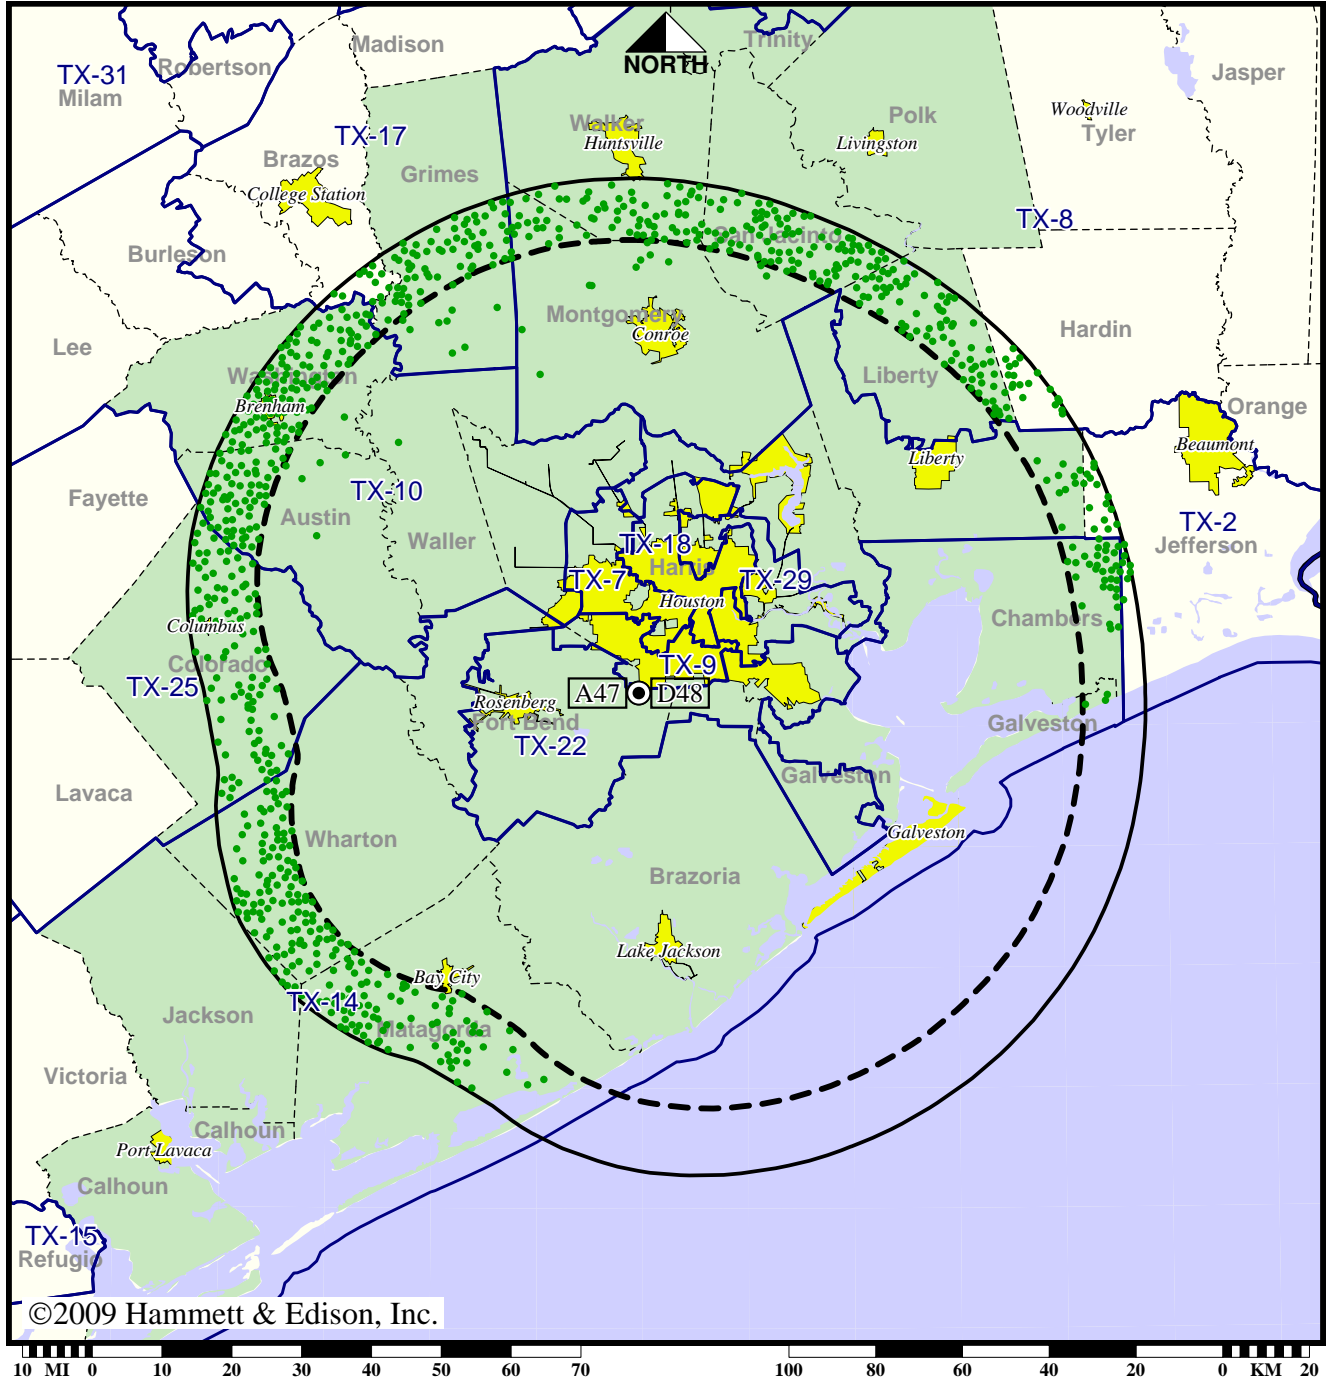 Madison
Trinity
Robertson
NORTH
TX-31
Milam
Jasper
Woodville
Polk
Tyler
Walker
Huntsville
Livingston
TX-17
Brazos
Grimes
College Station
TX-8
San Jacinto
Burleson
Montgomery
Conroe
Hardin
Lee
Washington
Liberty
Brenham
Orange
Beaumont
Liberty
TX-10
Fayette
Austin
TX-2
Jefferson
Waller
TX-18
Harris
TX-7
TX-29
Houston
Columbus
Chambers
Colorado
TX-9
TX-25
A47
D48
Rosenberg
Fort Bend
TX-22
Galveston
Galveston
Lavaca
Wharton
Galveston
Brazoria
Lake Jackson
Bay City
TX-14
Jackson
Matagorda
Victoria
Calhoun
Port Lavaca
Calhoun
TX-15
Refugio
©2009 Hammett & Edison, Inc.
10 MI 0 10 20 30 40 50 60 70 100 80 60 40 20 0 KM 20